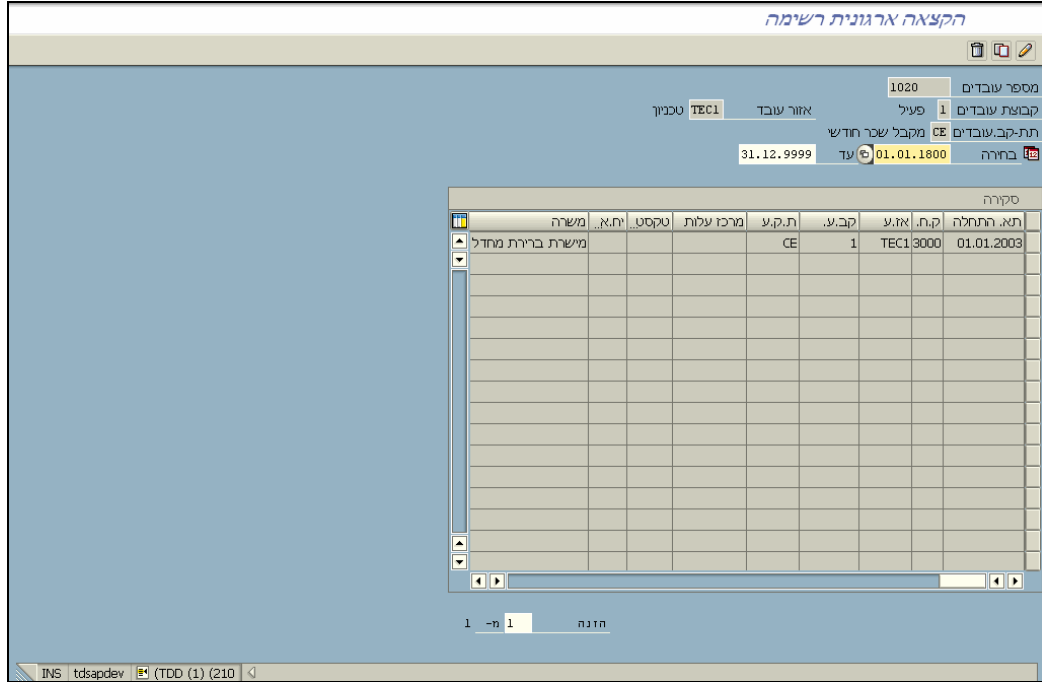 הקצאה ארגונית רשימה
מספר עובדים 1020
קבוצת עובדים 1 פעיל אזור עובד TEC1 טכניון
תת-קב.עובדים CE מקבל שכר חודשי
בחירה 01.01.1800 עד 31.12.9999
סקירה
תא. התחלה ק.ח. אז.ע קב.ע. ת.ק.ע מרכז עלות טקסט... יח.א... משרה
01.01.2003 3000 TEC1 1 CE מישרת ברירת מחדל
הזנה 1 מ- 1
INS tdsapdev (TDD (1) (210